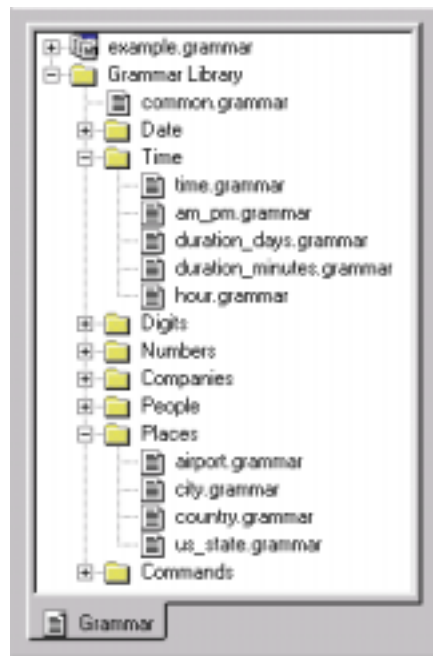 example.grammar
Grammar Library
common.grammar
Date
Time
time.grammar
am_pm.grammar
duration_days.grammar
duration_minutes.grammar
hour.grammar
Digits
Numbers
Companies
People
Places
airport.grammar
city.grammar
country.grammar
us_state.grammar
Commands
Grammar